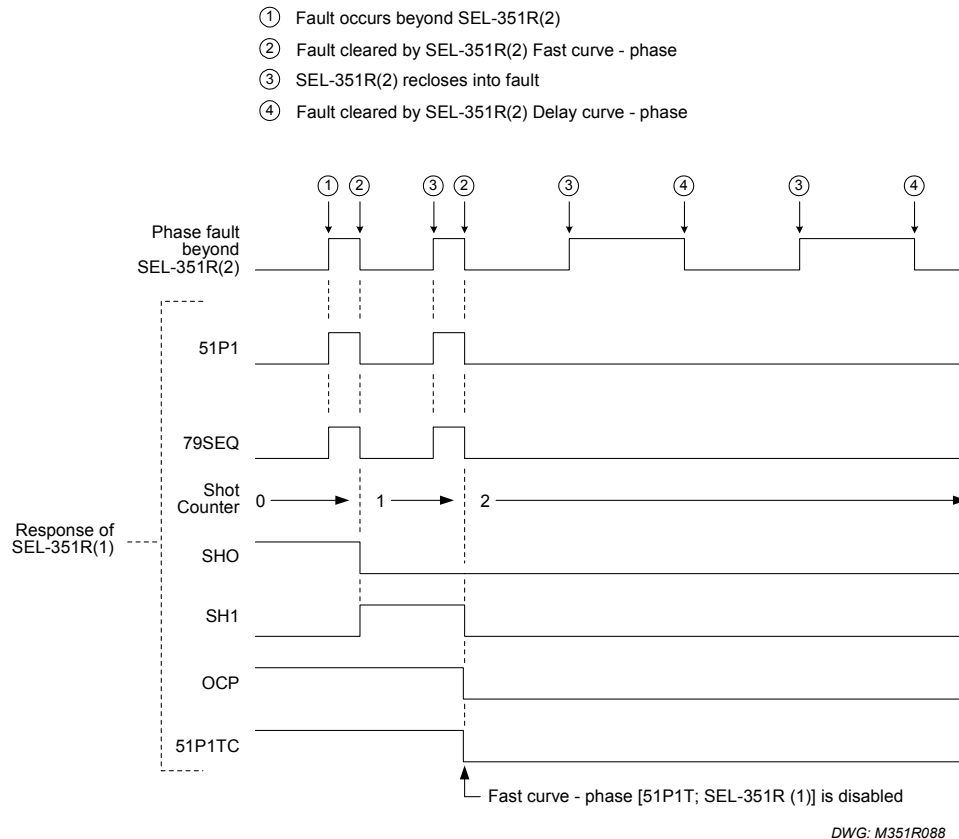 ① Fault occurs beyond SEL-351R(2)
② Fault cleared by SEL-351R(2) Fast curve - phase
③ SEL-351R(2) recloses into fault
④ Fault cleared by SEL-351R(2) Delay curve - phase
① ② ③ ② ③ ④ ③ ④
Phase fault
beyond
SEL-351R(2)
51P1
79SEQ
Shot
Counter
0 1 2
Response of
SEL-351R(1)
SHO
SH1
OCP
51P1TC
Fast curve - phase [51P1T; SEL-351R (1)] is disabled
DWG: M351R088